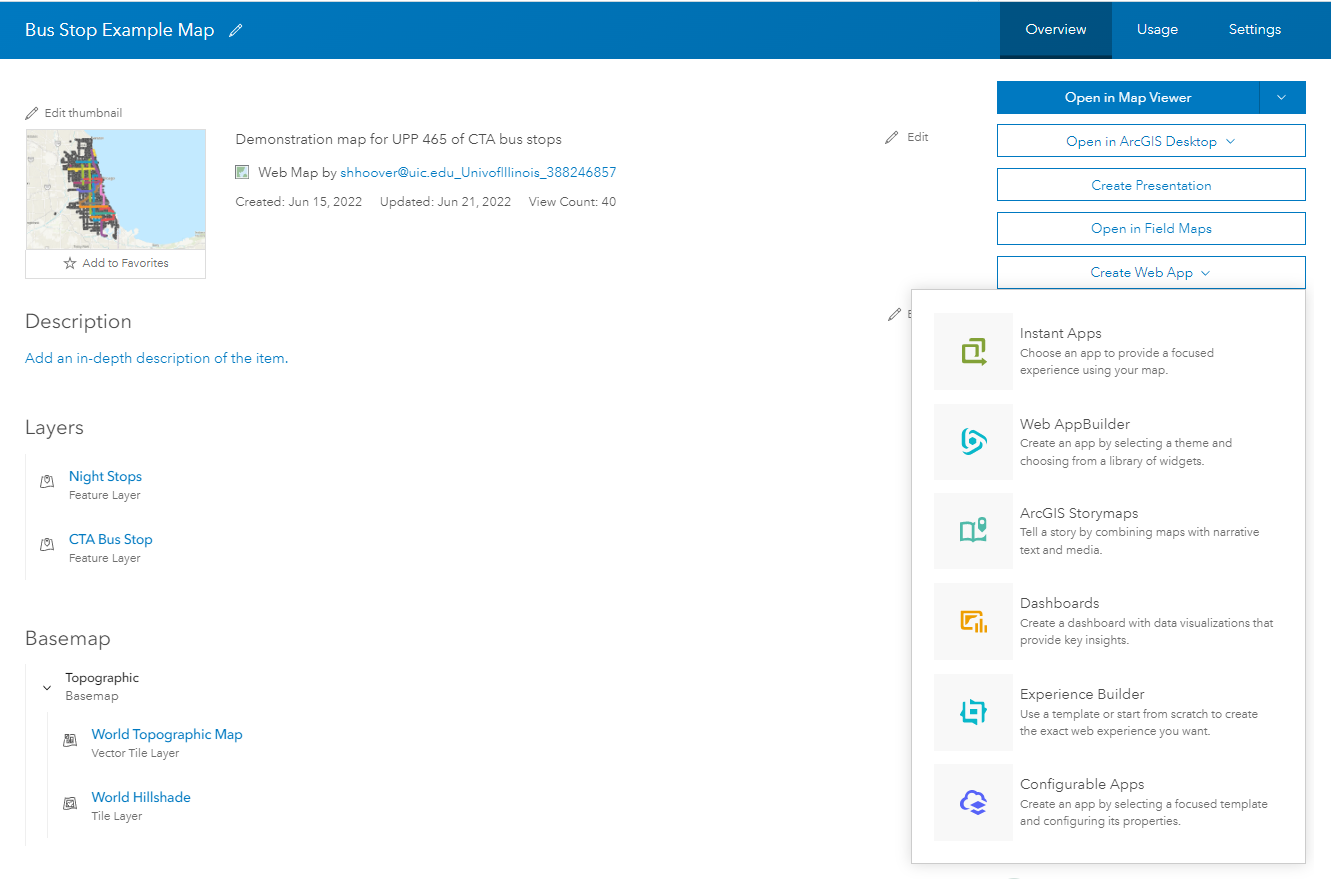 Bus Stop Example Map
Overview
Usage
Settings
Edit thumbnail
Add to Favorites
Demonstration map for UPP 465 of CTA bus stops
Edit
Web Map by shhoover@uic.edu_UnivofIllinois_388246857
Created: Jun 15, 2022 Updated: Jun 21, 2022 View Count: 40
Description
Add an in-depth description of the item.
Layers
Night Stops
Feature Layer
CTA Bus Stop
Feature Layer
Basemap
Topographic
Basemap
World Topographic Map
Vector Tile Layer
World Hillshade
Tile Layer
Open in Map Viewer
Open in ArcGIS Desktop
Create Presentation
Open in Field Maps
Create Web App
Instant Apps
Choose an app to provide a focused
experience using your map.
Web AppBuilder
Create an app by selecting a theme and
choosing from a library of widgets.
ArcGIS Storymaps
Tell a story by combining maps with narrative
text and media.
Dashboards
Create a dashboard with data visualizations that
provide key insights.
Experience Builder
Use a template or start from scratch to create
the exact web experience you want.
Configurable Apps
Create an app by selecting a focused template
and configuring its properties.